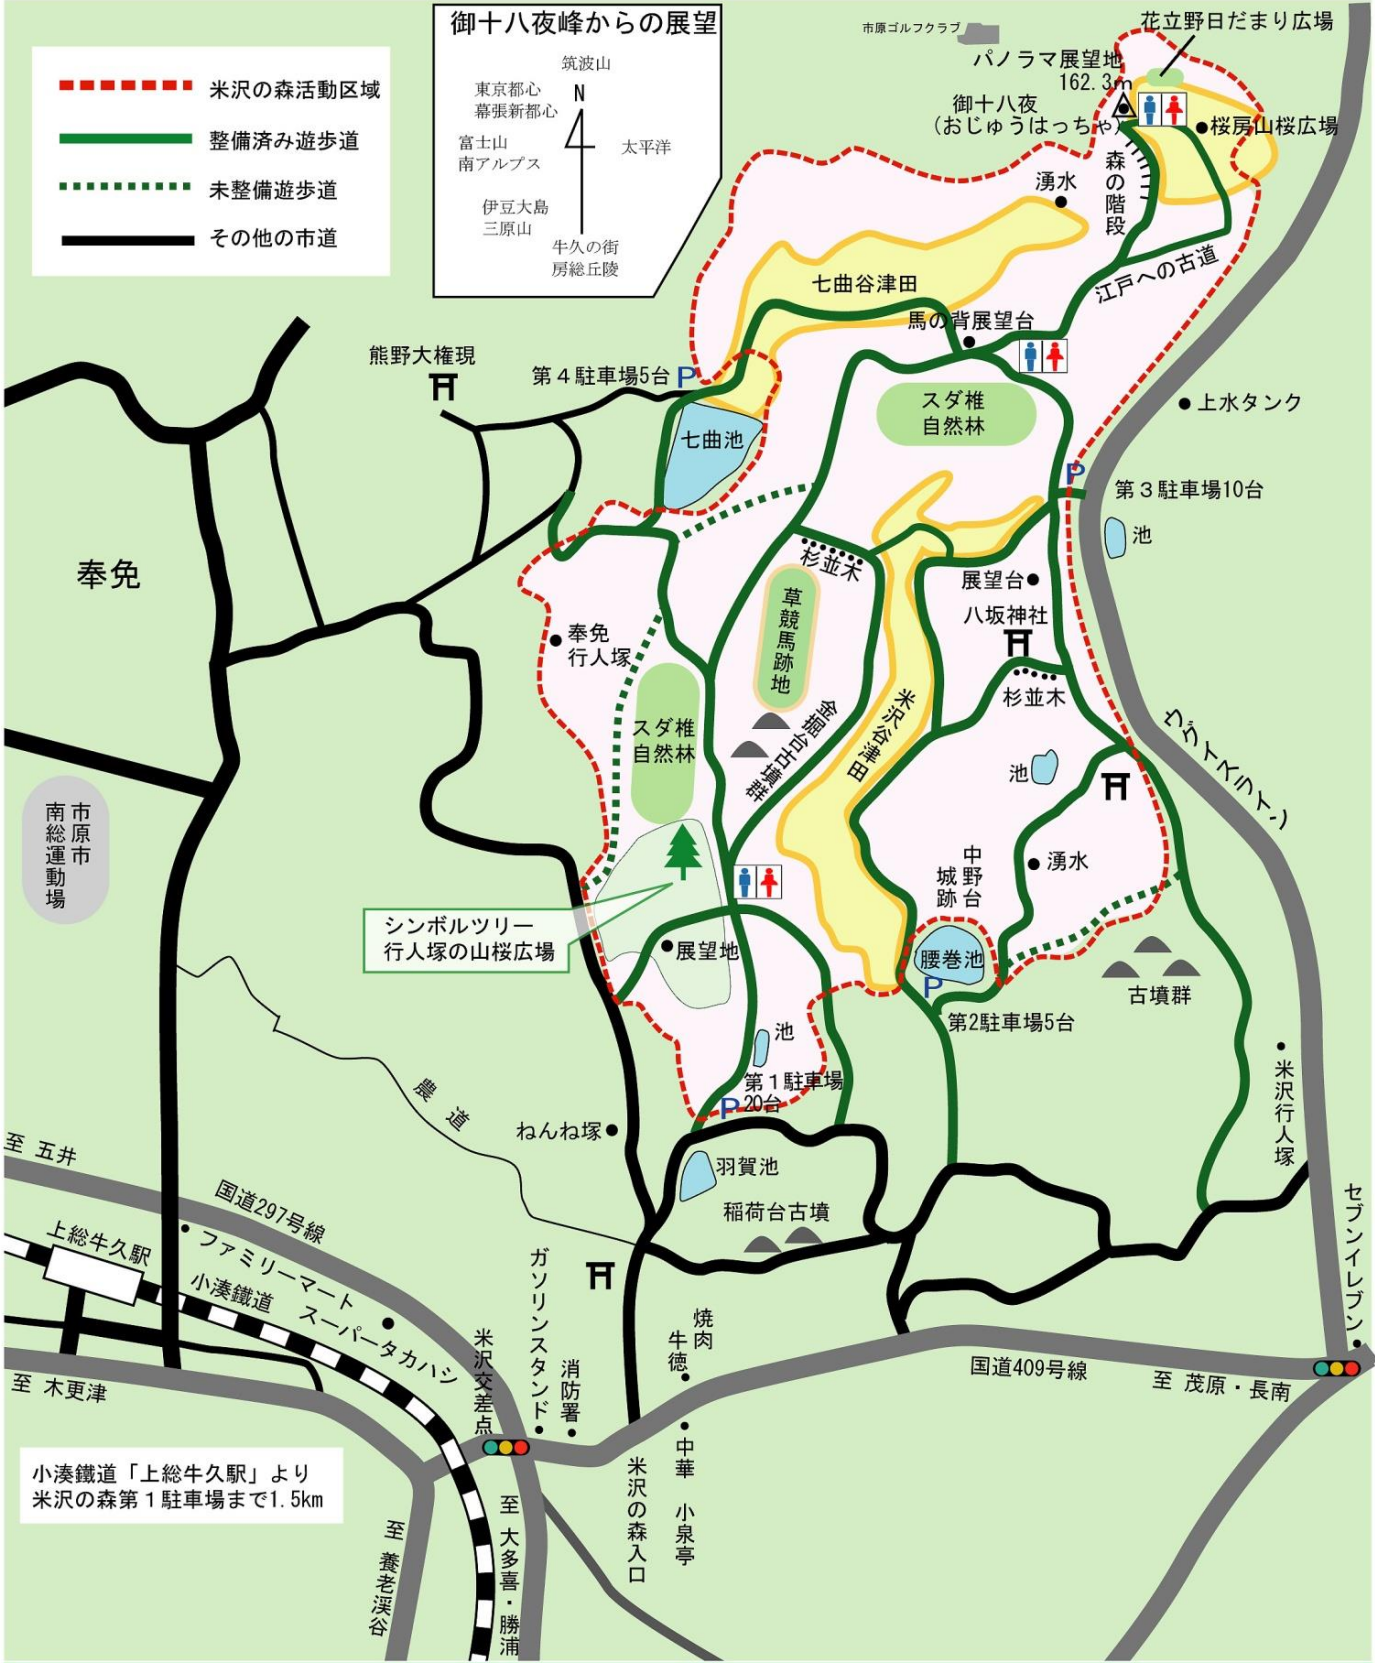 米沢の森活動区域
整備済み遊歩道
未整備遊歩道
その他の市道
御十八夜峰からの展望
筑波山
東京都心
幕張新都心
N
富士山
南アルプス
太平洋
伊豆大島
三原山
牛久の街
房総丘陵
市原ゴルフクラブ
花立野日だまり広場
パノラマ展望地
162.3m
御十八夜
(おじゅうはっちゃ)
桜房山桜広場
森の階段
湧水
江戸への古道
七曲谷津田
馬の背展望台
熊野大権現
第4駐車場5台
P
七曲池
スダ椎
自然林
上水タンク
P
第3駐車場10台
池
杉並木
展望台
八坂神社
杉並木
奉免
奉免
行人塚
草競馬跡地
スダ椎
自然林
金掘台古墳群
米沢谷津田
池
ウグイスライン
市原市
南総運動場
湧水
中野台
城跡
シンボルツリー
行人塚の山桜広場
展望地
腰巻池
P
第2駐車場5台
古墳群
池
第1駐車場
P
20台
米沢行人塚
農道
ねんね塚
羽賀池
稲荷台古墳
至 五井
国道297号線
上総牛久駅
ファミリーマート
小湊鐵道
スーパータカハシ
米沢交差点
ガソリンスタンド
消防署
焼肉
牛徳
セブンイレブン
国道409号線
至 茂原・長南
至 木更津
中華 小泉亭
米沢の森入口
小湊鐵道「上総牛久駅」より
米沢の森第1駐車場まで1.5km
至 養老渓谷
至 大多喜・勝浦